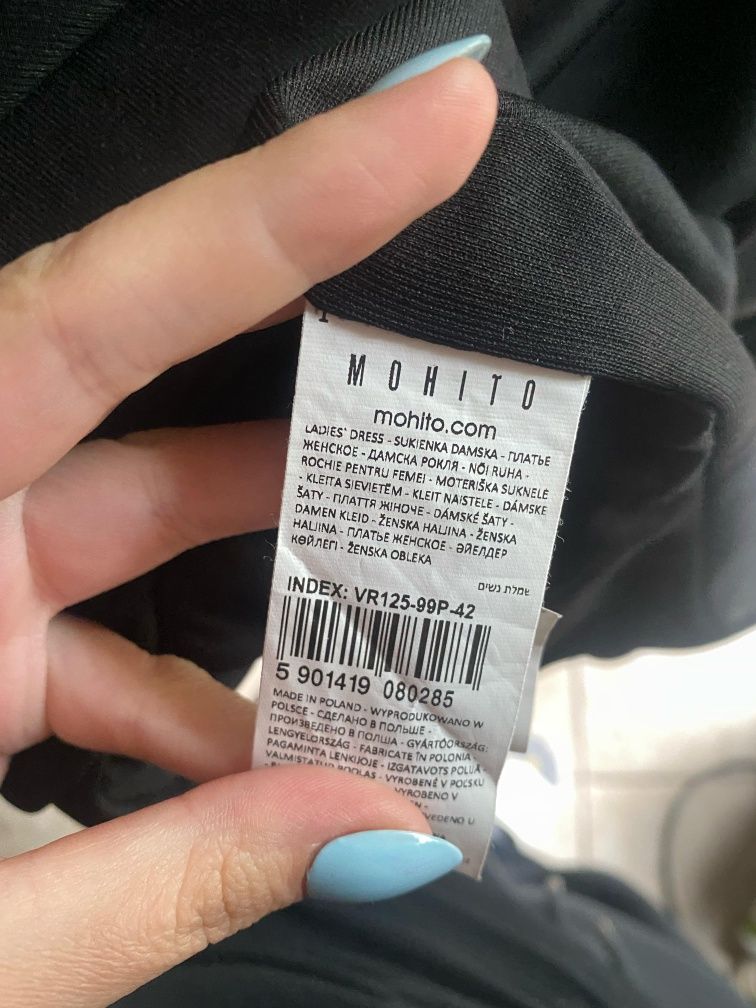 MOHITO
mohito.com
LADIES' DRESS - SUKIENKA DAMSKA - ПЛАТЬЕ
ЖЕНСКОЕ - ДАМСКА РОКЛЯ - NŐI RUHA -
ROCHIE PENTRU FEMEI - MOTERIŠKA SUKNELĖ
- KLEITA SIEVIETĒM - KLEIT NAISTELE - DÁMSKE
ŠATY - ПЛАТТЯ ЖІНОЧЕ - DÁMSKÉ ŠATY -
DAMEN KLEID - ŽENSKA HALJINA - ŽENSKA
HALJINA - ПЛАТЬЕ ЖЕНСКОЕ - ӘЙЕЛДЕР
КӨЙЛЕГІ - ŽENSKA OBLEKA
שמלת נשים
INDEX: VR125-99P-42
5 901419 080285
MADE IN POLAND - WYPRODUKOWANO W
POLSCE - СДЕЛАНО В ПОЛЬШЕ -
ПРОИЗВЕДЕНО В ПОЛША - GYÁRTÓORSZÁG:
LENGYELORSZÁG - FABRICATE ÎN POLONIA -
PAGAMINTA LENKIJOJE - IZGATAVOTS POLIJĀ -
VALMISTATUD POOLAS - VYROBENÉ V POĽSKU
VYROBENO V